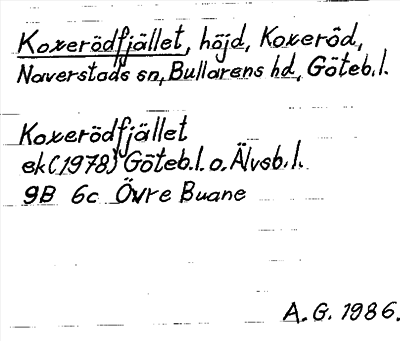 Koxerödfjället, höjd, Koxeröd,
Naverstads sn, Bullarens hd, Göteb. l.
Koxerödfjället
ek (1978) Göteb. l. o. Älvsb. l.
9B 6c Övre Buane
A. G. 1986.